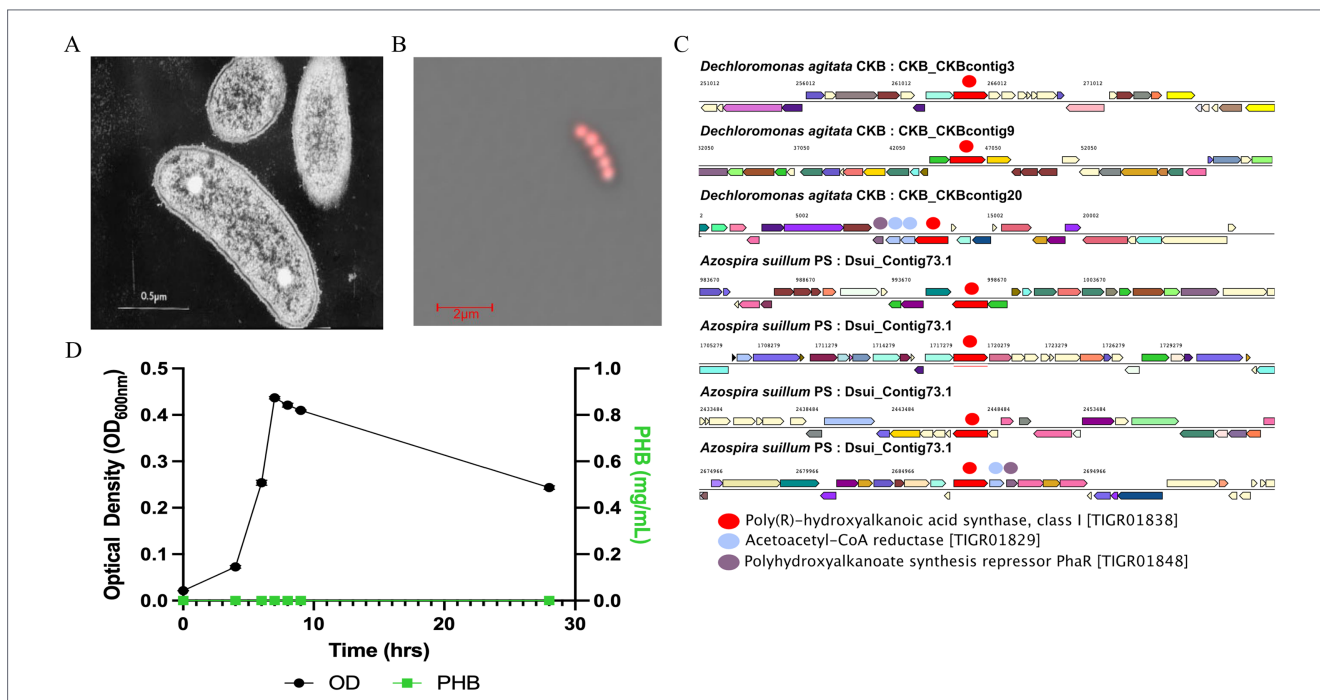 A
B
C
0.5µm
2µm
Dechloromonas agitata CKB : CKB_CKBcontig3
251012 256012 261012 266012 271012
Dechloromonas agitata CKB : CKB_CKBcontig9
32050 37050 42050 47050 52050
Dechloromonas agitata CKB : CKB_CKBcontig20
2 5002 15002 20002
Azospira suillum PS : Dsui_Contig73.1
983670 988670 993670 998670 1003670
Azospira suillum PS : Dsui_Contig73.1
1705279 1708279 1711279 1714279 1717279 1720279 1723279 1726279 1729279
Azospira suillum PS : Dsui_Contig73.1
2433484 2438484 2443484 2448484 2453484
Azospira suillum PS : Dsui_Contig73.1
2674966 2679966 2684966 2694966
Poly(R)-hydroxyalkanoic acid synthase, class I [TIGR01838]
Acetoacetyl-CoA reductase [TIGR01829]
Polyhydroxyalkanoate synthesis repressor PhaR [TIGR01848]
D
Optical Density (OD600nm)
0.5
0.4
0.3
0.2
0.1
0.0
1.0
0.8
0.6
0.4
0.2
0.0
PHB (mg/mL)
0 10 20 30
Time (hrs)
OD PHB